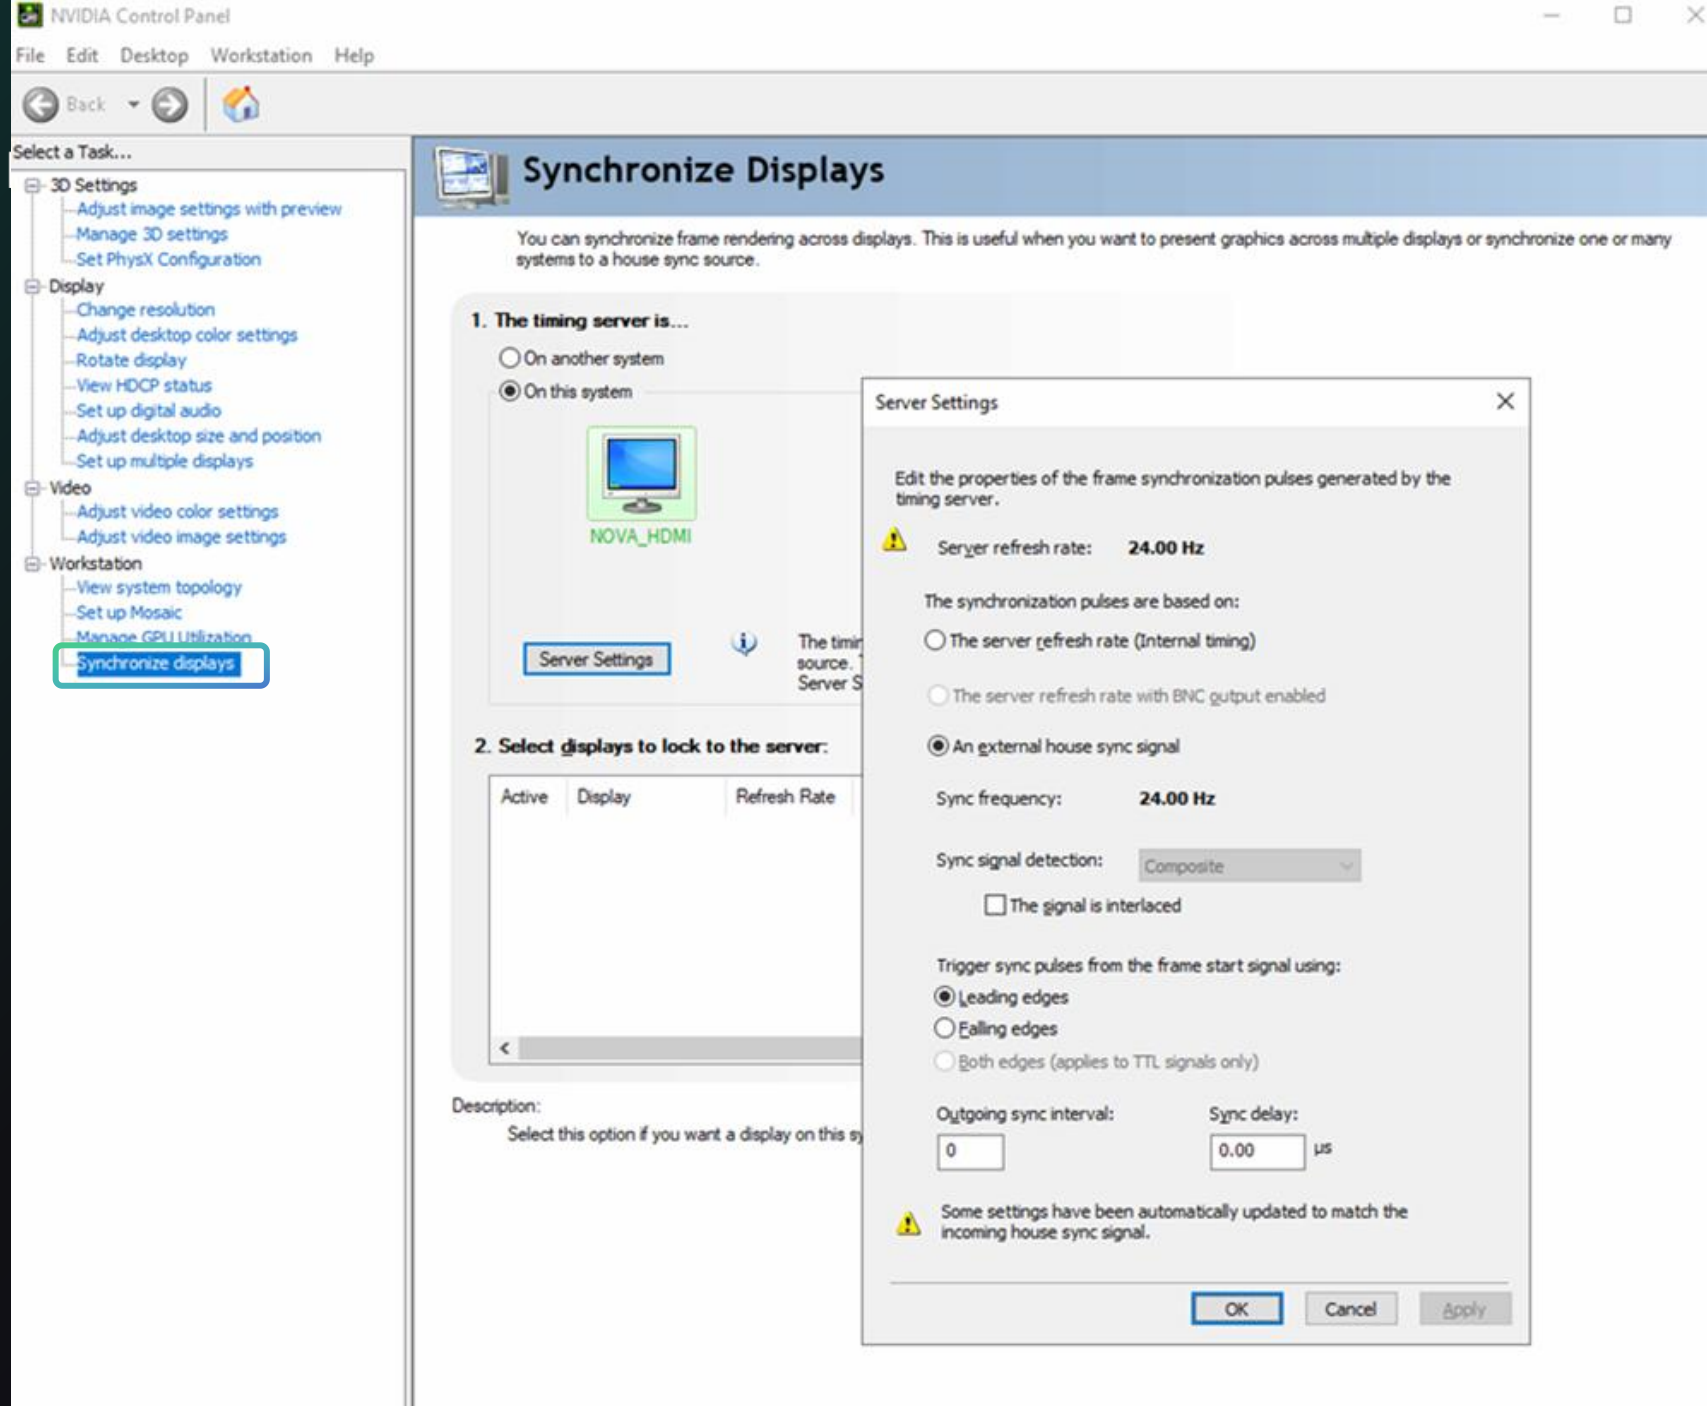 NVIDIA Control Panel
File Edit Desktop Workstation Help
Back
Select a Task...
3D Settings
Adjust image settings with preview
Manage 3D settings
Set PhysX Configuration
Display
Change resolution
Adjust desktop color settings
Rotate display
View HDCP status
Set up digital audio
Adjust desktop size and position
Set up multiple displays
Video
Adjust video color settings
Adjust video image settings
Workstation
View system topology
Set up Mosaic
Manage GPU Utilization
Synchronize displays
Synchronize Displays
You can synchronize frame rendering across displays. This is useful when you want to present graphics across multiple displays or synchronize one or many
systems to a house sync source.
1. The timing server is...
On another system
On this system
NOVA_HDMI
Server Settings
The timin
source.
Server S
2. Select displays to lock to the server:
Active Display Refresh Rate
Description:
Select this option if you want a display on this sy
Server Settings
Edit the properties of the frame synchronization pulses generated by the
timing server.
Server refresh rate: 24.00 Hz
The synchronization pulses are based on:
The server refresh rate (Internal timing)
The server refresh rate with BNC output enabled
An external house sync signal
Sync frequency: 24.00 Hz
Sync signal detection: Composite
The signal is interlaced
Trigger sync pulses from the frame start signal using:
Leading edges
Falling edges
Both edges (applies to TTL signals only)
Outgoing sync interval: Sync delay:
0 0.00 µs
Some settings have been automatically updated to match the
incoming house sync signal.
OK Cancel Apply